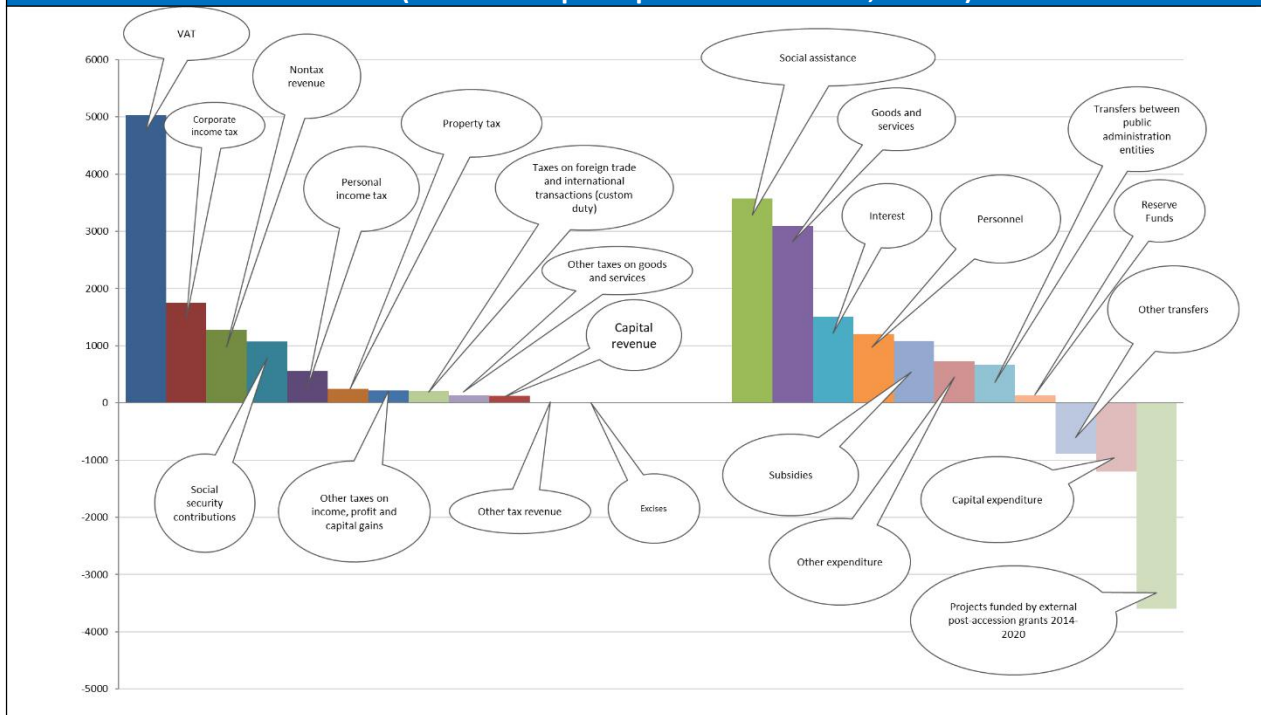 VAT
Nontax
revenue
Corporate
income tax
Personal
income tax
Property tax
Taxes on foreign trade
and international
transactions (custom
duty)
Other taxes on goods
and services
Capital
revenue
Social assistance
Goods and
services
Interest
Personnel
Transfers between
public
administration
entities
Reserve
Funds
Other transfers
6000
5000
4000
3000
2000
1000
0
-1000
-2000
-3000
-4000
-5000
Social
security
contributions
Other taxes on
income, profit and
capital gains
Other tax revenue
Excises
Subsidies
Other expenditure
Capital expenditure
Projects funded by external
post-accession grants 2014-
2020